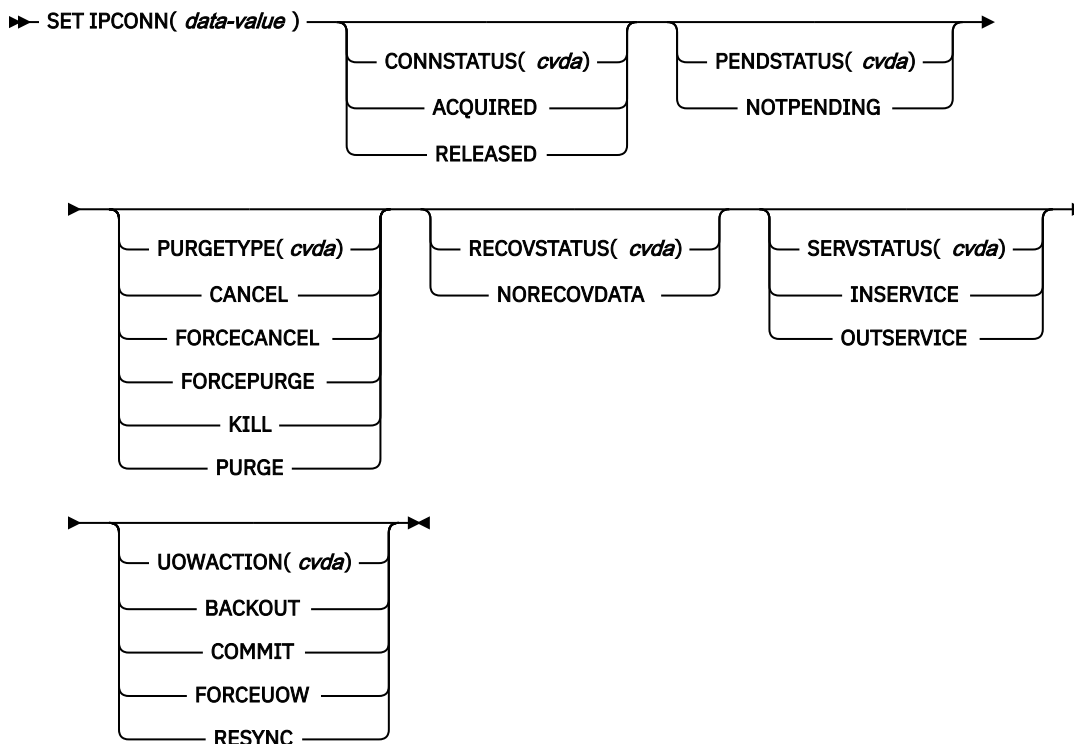 SET IPCONN( data-value )
CONNSTATUS( cvda)
ACQUIRED
RELEASED
PENDSTATUS( cvda)
NOTPENDING
PURGETYPE( cvda)
CANCEL
FORCECANCEL
FORCEPURGE
KILL
PURGE
RECOVSTATUS( cvda)
NORECOVDATA
SERVSTATUS( cvda)
INSERVICE
OUTSERVICE
UOWACTION( cvda)
BACKOUT
COMMIT
FORCEUOW
RESYNC